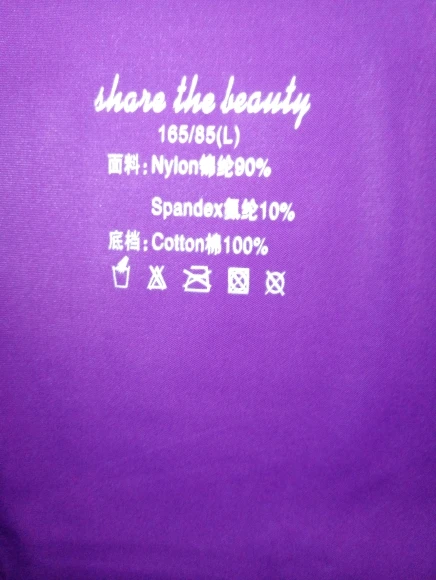 share the beauty
165/85(L)
面料:Nylon锦纶90%
Spandex氨纶10%
底档:Cotton棉100%